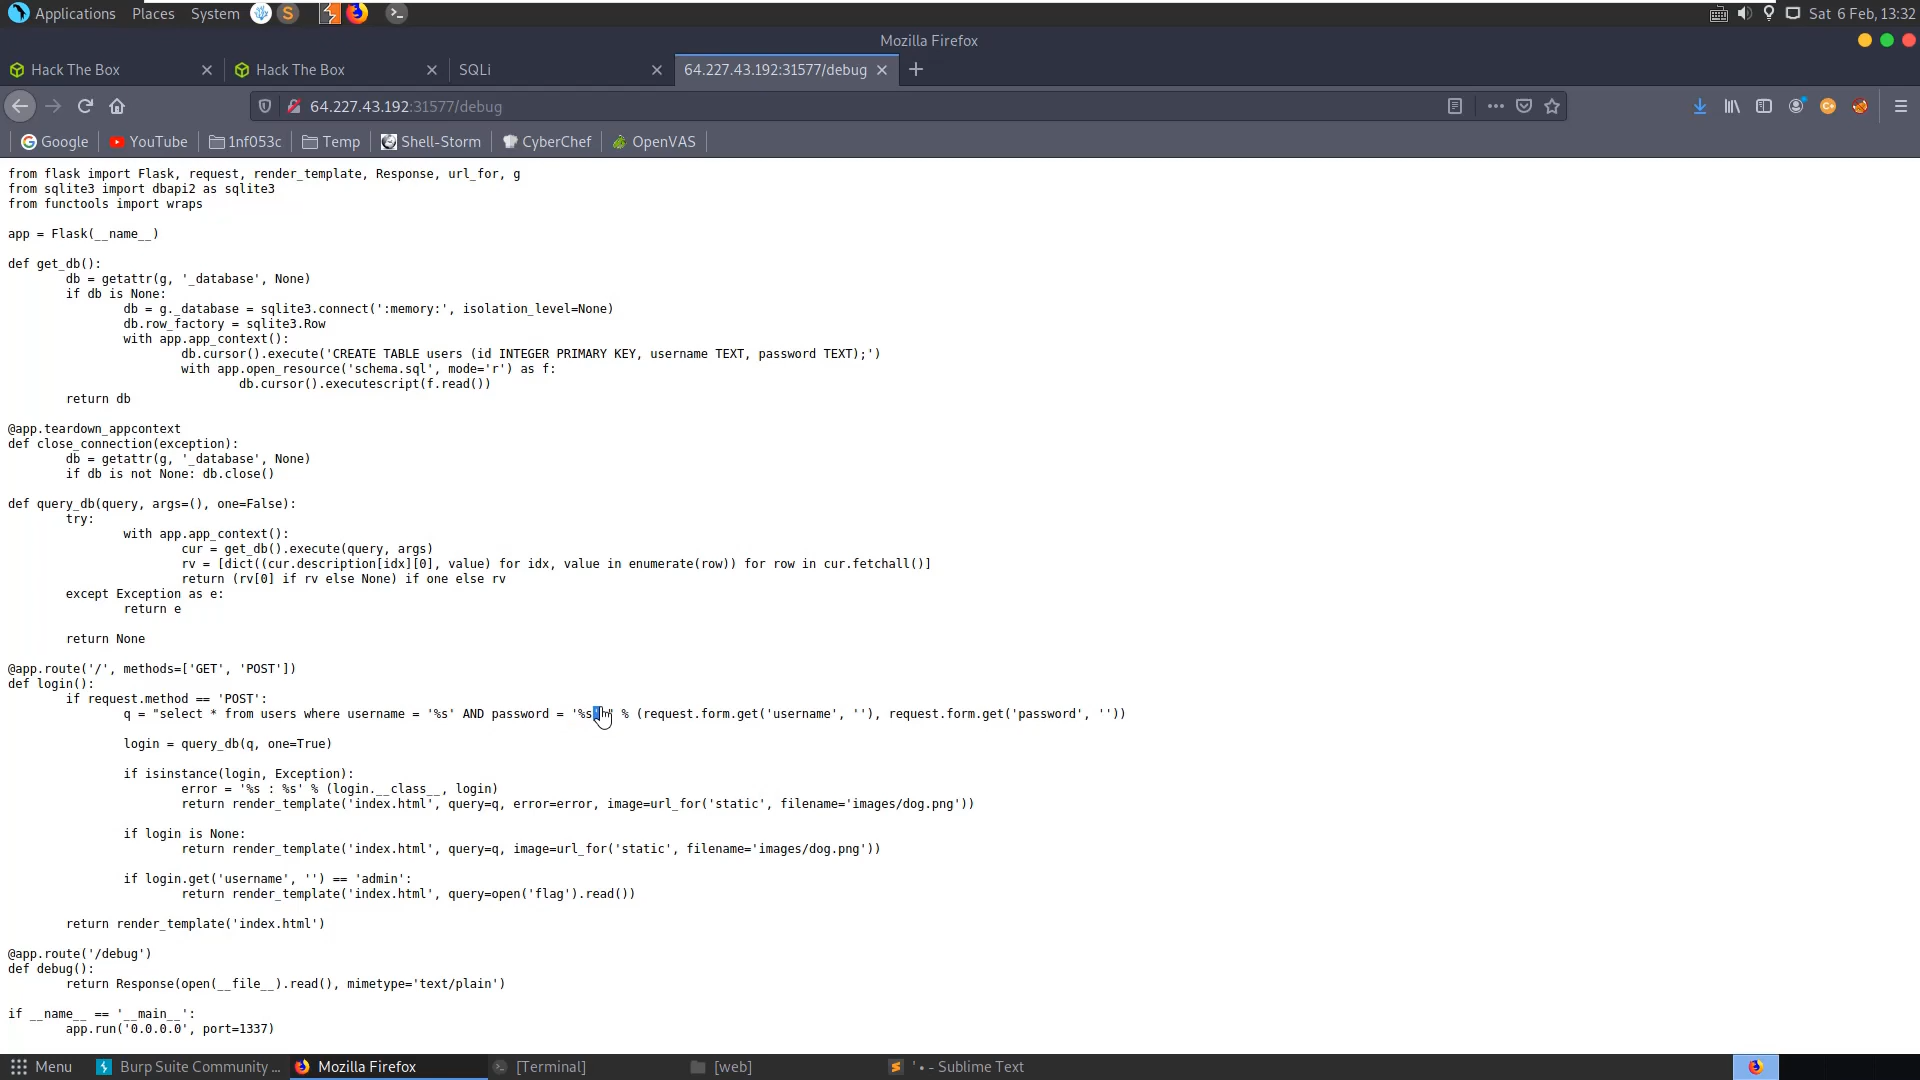 Applications Places System Sat 6 Feb, 13:32
Mozilla Firefox
Hack The Box Hack The Box SQLi 64.227.43.192:31577/debug
64.227.43.192:31577/debug
Google YouTube 1nf053c Temp Shell-Storm CyberChef OpenVAS
from flask import Flask, request, render_template, Response, url_for, g
from sqlite3 import dbapi2 as sqlite3
from functools import wraps
app = Flask(__name__)
def get_db():
db = getattr(g, '_database', None)
if db is None:
db = g._database = sqlite3.connect(':memory:', isolation_level=None)
db.row_factory = sqlite3.Row
with app.app_context():
db.cursor().execute('CREATE TABLE users (id INTEGER PRIMARY KEY, username TEXT, password TEXT);')
with app.open_resource('schema.sql', mode='r') as f:
db.cursor().executescript(f.read())
return db
@app.teardown_appcontext
def close_connection(exception):
db = getattr(g, '_database', None)
if db is not None: db.close()
def query_db(query, args=(), one=False):
try:
with app.app_context():
cur = get_db().execute(query, args)
rv = [dict((cur.description[idx][0], value) for idx, value in enumerate(row)) for row in cur.fetchall()]
return (rv[0] if rv else None) if one else rv
except Exception as e:
return e
return None
@app.route('/', methods=['GET', 'POST'])
def login():
if request.method == 'POST':
q = "select * from users where username = '%s' AND password = '%s';" % (request.form.get('username', ''), request.form.get('password', ''))
login = query_db(q, one=True)
if isinstance(login, Exception):
error = '%s : %s' % (login.__class__, login)
return render_template('index.html', query=q, error=error, image=url_for('static', filename='images/dog.png'))
if login is None:
return render_template('index.html', query=q, image=url_for('static', filename='images/dog.png'))
if login.get('username', '') == 'admin':
return render_template('index.html', query=open('flag').read())
return render_template('index.html')
@app.route('/debug')
def debug():
return Response(open(__file__).read(), mimetype='text/plain')
if __name__ == '__main__':
app.run('0.0.0.0', port=1337)
Menu Burp Suite Community ... Mozilla Firefox [Terminal] [web] ' • - Sublime Text